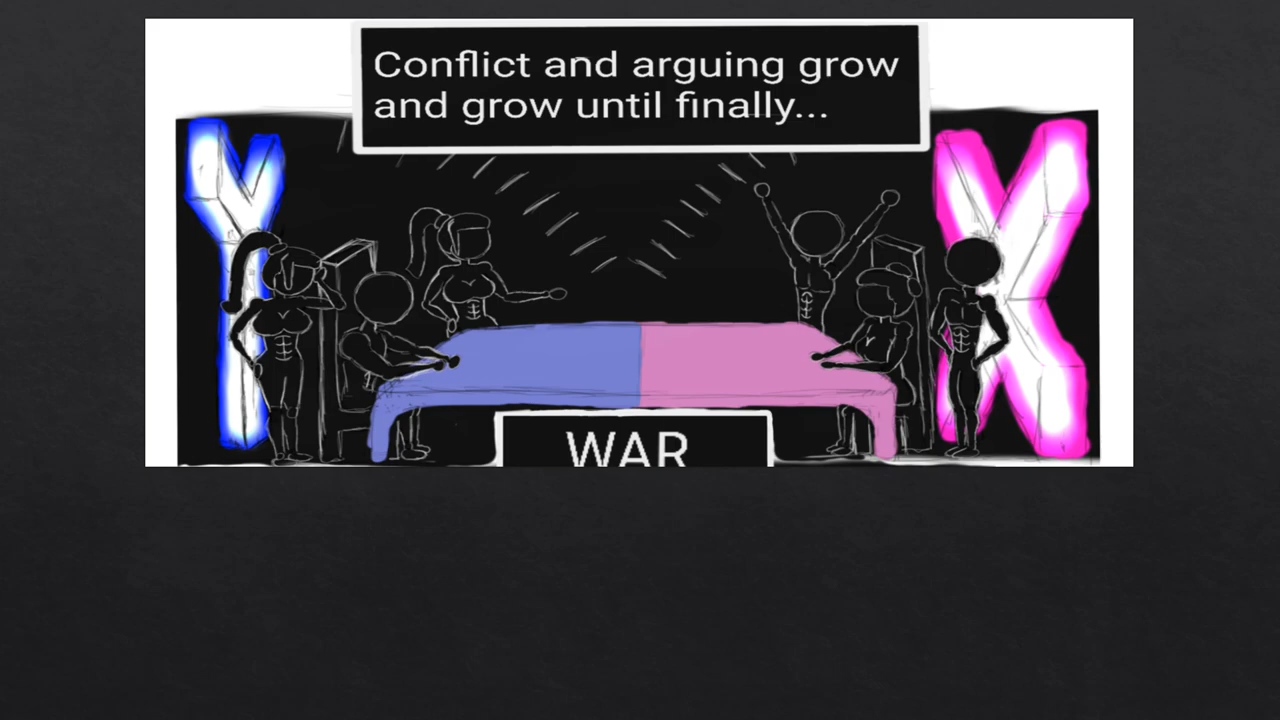 Conflict and arguing grow
and grow until finally...
Y
X
WAR